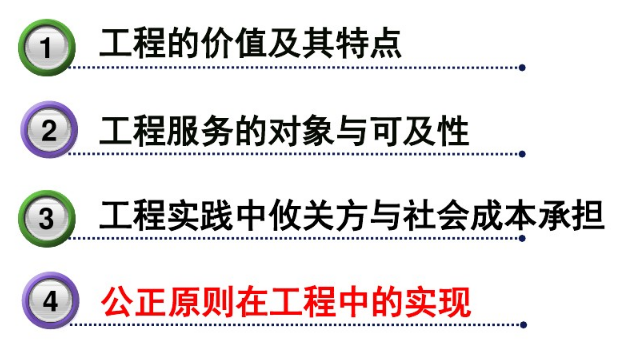 1 工程的价值及其特点
2 工程服务的对象与可及性
3 工程实践中攸关方与社会成本承担
4 公正原则在工程中的实现